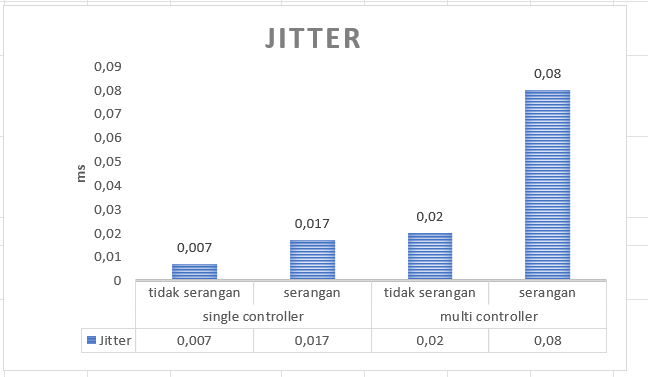 JITTER
0,09
0,08
0,07
0,06
0,05
0,04
0,03
0,02
0,01
0
ms
0,007
0,017
0,02
0,08
tidak serangan serangan tidak serangan serangan
single controller multi controller
Jitter 0,007 0,017 0,02 0,08